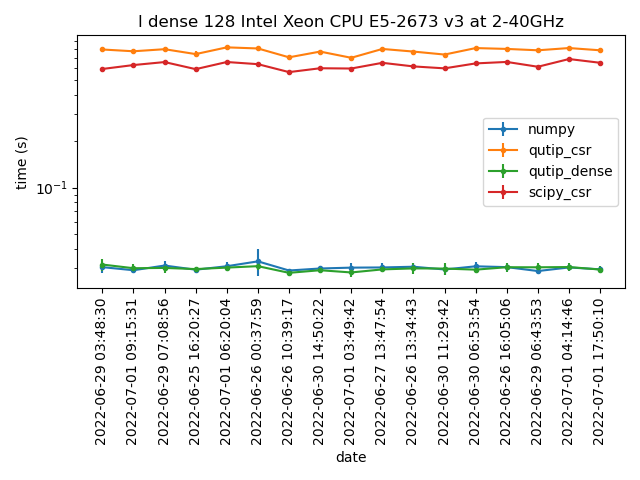 l dense 128 Intel Xeon CPU E5-2673 v3 at 2-40GHz
time (s)
10^-1
numpy
qutip_csr
qutip_dense
scipy_csr
2022-06-29 03:48:30
2022-07-01 09:15:31
2022-06-29 07:08:56
2022-06-25 16:20:27
2022-07-01 06:20:04
2022-06-26 00:37:59
2022-06-26 10:39:17
2022-06-30 14:50:22
2022-07-01 03:49:42
2022-06-27 13:47:54
2022-06-26 13:34:43
2022-06-30 11:29:42
2022-06-30 06:53:54
2022-06-26 16:05:06
2022-06-29 06:43:53
2022-07-01 04:14:46
2022-07-01 17:50:10
date